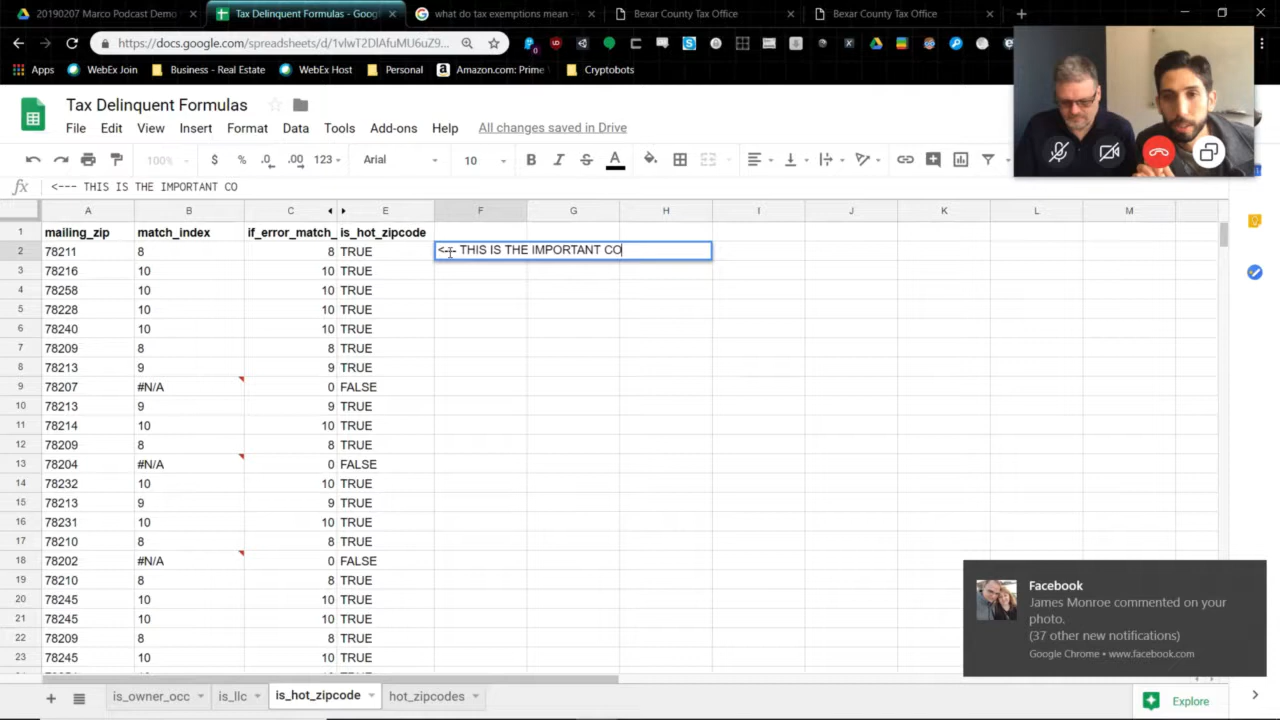 20190207 Marco Podcast Demo
Tax Delinquent Formulas - Goog
what do tax exemptions mean -
Bexar County Tax Office
Bexar County Tax Office
https://docs.google.com/spreadsheets/d/1vlwT2DlAfuMU6uZ9...
Apps
WebEx Join
Business - Real Estate
WebEx Host
Personal
Amazon.com: Prime
Cryptobots
Tax Delinquent Formulas
File Edit View Insert Format Data Tools Add-ons Help All changes saved in Drive
100% $ % .0 .00 123 Arial 10 B I S A
fx <--- THIS IS THE IMPORTANT CO
A B C E F G H I J K L M
1 mailing_zip match_index if_error_match_ is_hot_zipcode
2 78211 8 8 TRUE <--- THIS IS THE IMPORTANT CO
3 78216 10 10 TRUE
4 78258 10 10 TRUE
5 78228 10 10 TRUE
6 78240 10 10 TRUE
7 78209 8 8 TRUE
8 78213 9 9 TRUE
9 78207 #N/A 0 FALSE
10 78213 9 9 TRUE
11 78214 10 10 TRUE
12 78209 8 8 TRUE
13 78204 #N/A 0 FALSE
14 78232 10 10 TRUE
15 78213 9 9 TRUE
16 78231 10 10 TRUE
17 78210 8 8 TRUE
18 78202 #N/A 0 FALSE
19 78210 8 8 TRUE
20 78245 10 10 TRUE
21 78245 10 10 TRUE
22 78209 8 8 TRUE
23 78245 10 10 TRUE
Facebook
James Monroe commented on your
photo.
(37 other new notifications)
Google Chrome • www.facebook.com
is_owner_occ is_llc is_hot_zipcode hot_zipcodes
Explore